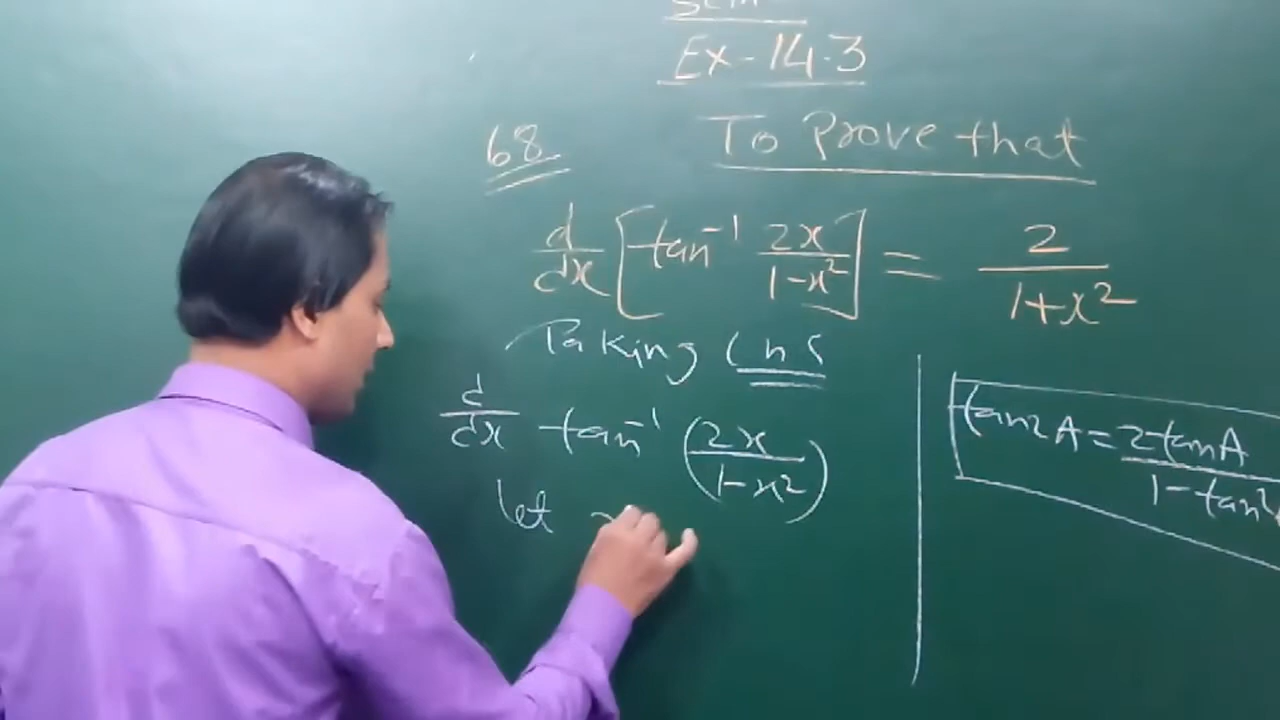 Ex-14.3
68 To Prove that
d/dx [tan⁻¹ 2x/1-x²] = 2/1+x²
Taking LHS
d/dx tan⁻¹ (2x/1-x²)
Let x
tan2A = 2tanA/1-tan²